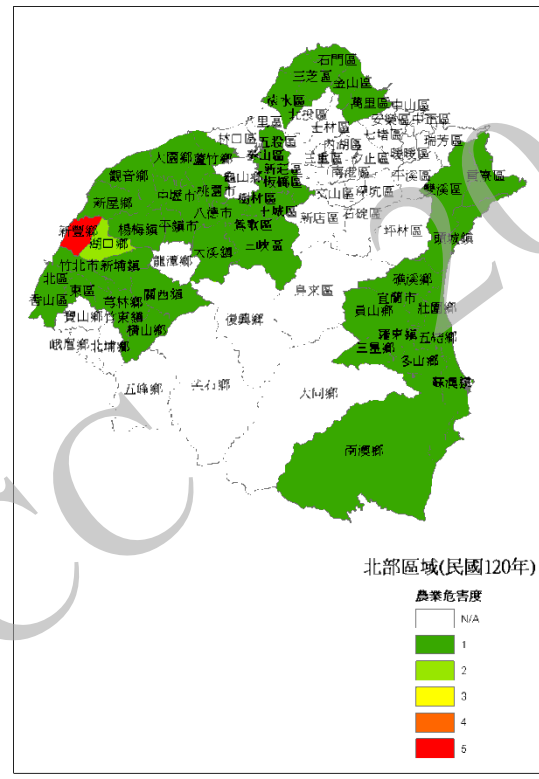 石門區
三芝區
金山區
淡水區
萬里區
北投區
中山區
八里區
士林區
安樂區
中正區
林口區
五股區
七堵區
瑞芳區
內湖區
大園鄉
蘆竹鄉
泰山區
三重區
汐止區
暖暖區
觀音鄉
龜山鄉
新莊區
南港區
平溪區
貢寮區
桃園市
板橋區
雙溪區
新屋鄉
中壢市
樹林區
文山區
深坑區
八德市
土城區
新店區
石碇區
新豐鄉
楊梅鎮
平鎮市
鶯歌區
坪林區
頭城鎮
湖口鄉
三峽區
竹北市
新埔鎮
龍潭鄉
大溪鎮
北區
礁溪鄉
東區
關西鎮
烏來區
宜蘭市
香山區
芎林鄉
員山鄉
壯圍鄉
寶山鄉
竹東鎮
復興鄉
橫山鄉
羅東鎮
五結鄉
峨眉鄉
北埔鄉
三星鄉
冬山鄉
五峰鄉
尖石鄉
大同鄉
蘇澳鎮
南澳鄉
北部區域(民國120年)
農業危害度
N/A
1
2
3
4
5